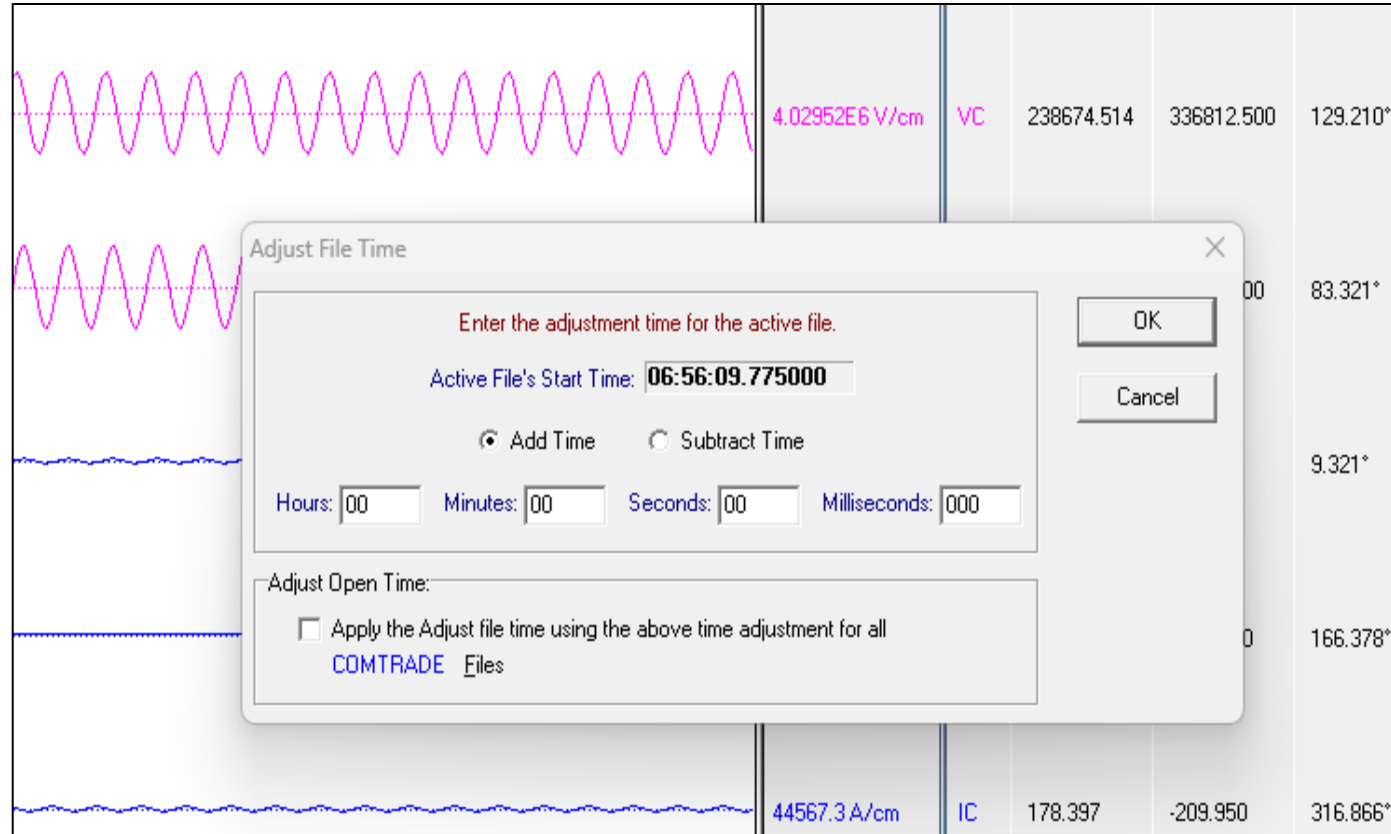 4.02952E6 V/cm VC 238674.514 336812.500 129.210°
Adjust File Time
00 83.321°
Enter the adjustment time for the active file.
OK
Active File's Start Time: 06:56:09.775000
Cancel
Add Time Subtract Time
9.321°
Hours: 00 Minutes: 00 Seconds: 00 Milliseconds: 000
Adjust Open Time:
Apply the Adjust file time using the above time adjustment for all
0 166.378°
COMTRADE Files
44567.3 A/cm IC 178.397 -209.950 316.866°